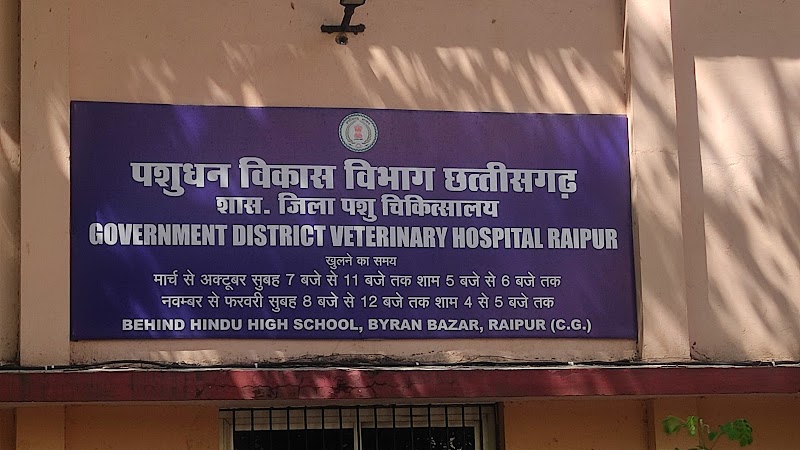 पशुधन विकास विभाग छत्तीसगढ़
शास. जिला पशु चिकित्सालय
GOVERNMENT DISTRICT VETERINARY HOSPITAL RAIPUR
खुलने का समय
मार्च से अक्टूबर सुबह 7 बजे से 11 बजे तक शाम 5 बजे से 6 बजे तक
नवम्बर से फरवरी सुबह 8 बजे से 12 बजे तक शाम 4 से 5 बजे तक
BEHIND HINDU HIGH SCHOOL, BYRAN BAZAR, RAIPUR (C.G.)